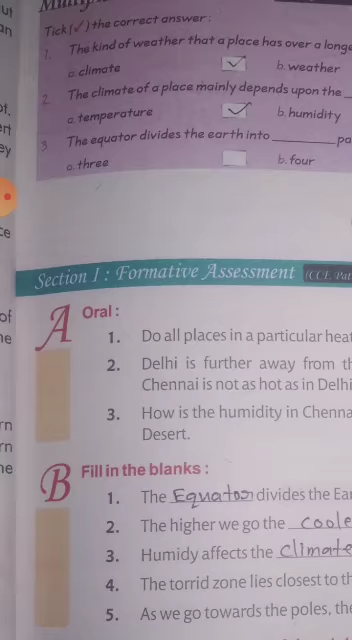 Tick(✓) the correct answer :
1. The kind of weather that a place has over a longe
a. climate ✓ b. weather
2. The climate of a place mainly depends upon the
a. temperature ✓ b. humidity
3 The equator divides the earth into ________ pa
a. three b. four
Section I : Formative Assessment (CCE Pat
A Oral :
1. Do all places in a particular hea
2. Delhi is further away from th
Chennai is not as hot as in Delhi
3. How is the humidity in Chenna
Desert.
B Fill in the blanks :
1. The Equator divides the Ear
2. The higher we go the coole
3. Humidy affects the climate
4. The torrid zone lies closest to th
5. As we go towards the poles, the